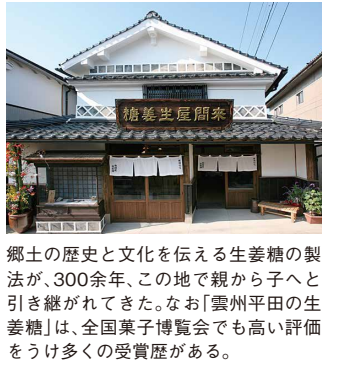 來間屋生姜糖
郷土の歴史と文化を伝える生姜糖の製
法が、300余年、この地で親から子へと
引き継がれてきた。なお「雲州平田の生
姜糖」は、全国菓子博覧会でも高い評価
をうけ多くの受賞歴がある。